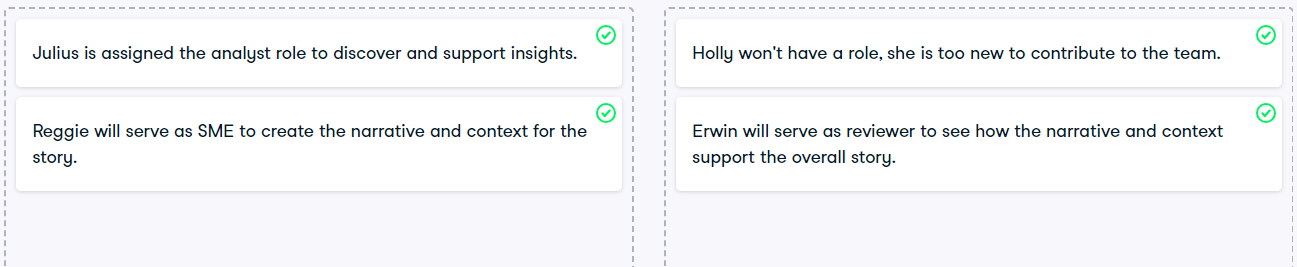 Julius is assigned the analyst role to discover and support insights.
Reggie will serve as SME to create the narrative and context for the
story.
Holly won't have a role, she is too new to contribute to the team.
Erwin will serve as reviewer to see how the narrative and context
support the overall story.